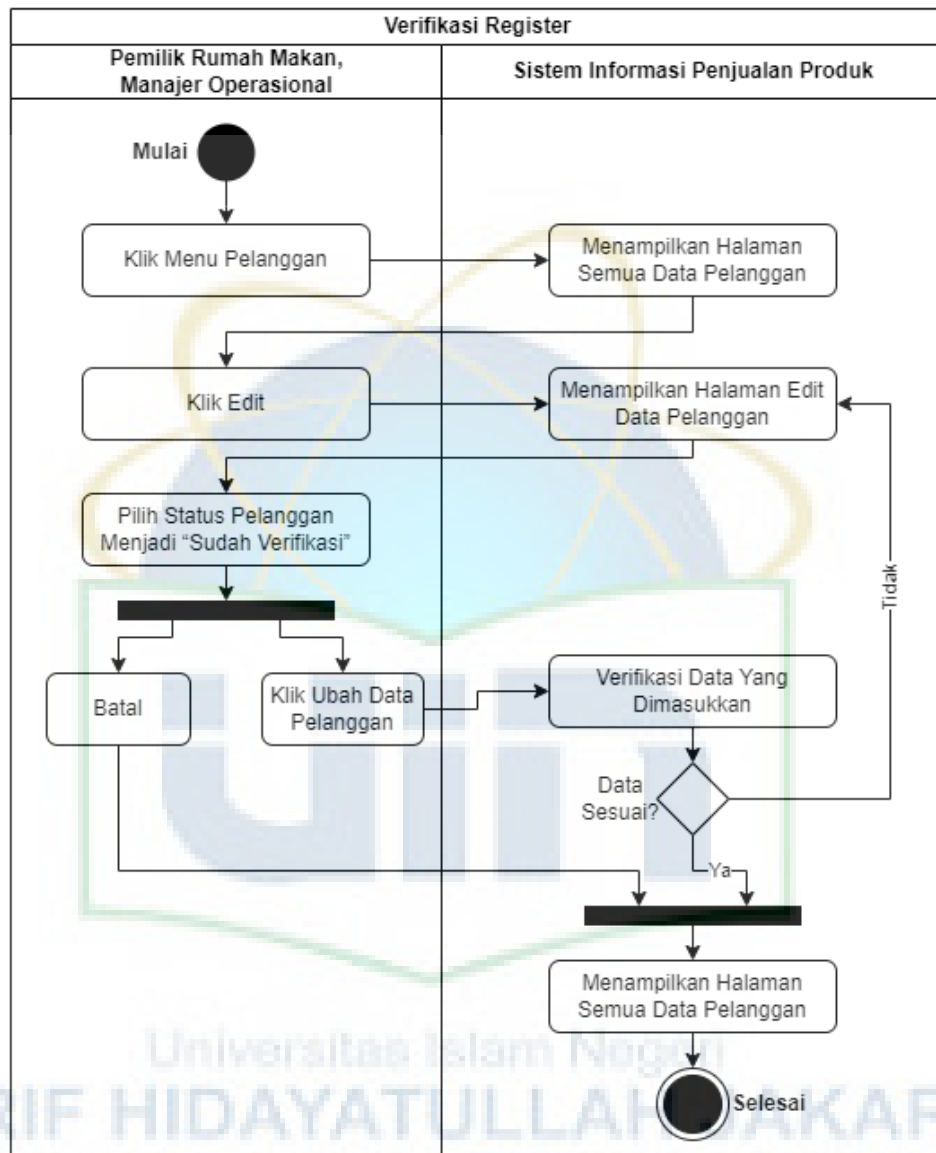 Verifikasi Register
Pemilik Rumah Makan,
Manajer Operasional
Sistem Informasi Penjualan Produk
Mulai
Klik Menu Pelanggan
Menampilkan Halaman
Semua Data Pelanggan
Klik Edit
Menampilkan Halaman Edit
Data Pelanggan
Pilih Status Pelanggan
Menjadi “Sudah Verifikasi”
Tidak
Batal
Klik Ubah Data
Pelanggan
Verifikasi Data Yang
Dimasukkan
Data
Sesuai?
Ya
Menampilkan Halaman
Semua Data Pelanggan
Selesai
uin
Universitas Islam Negeri
HIDAYATULLAH